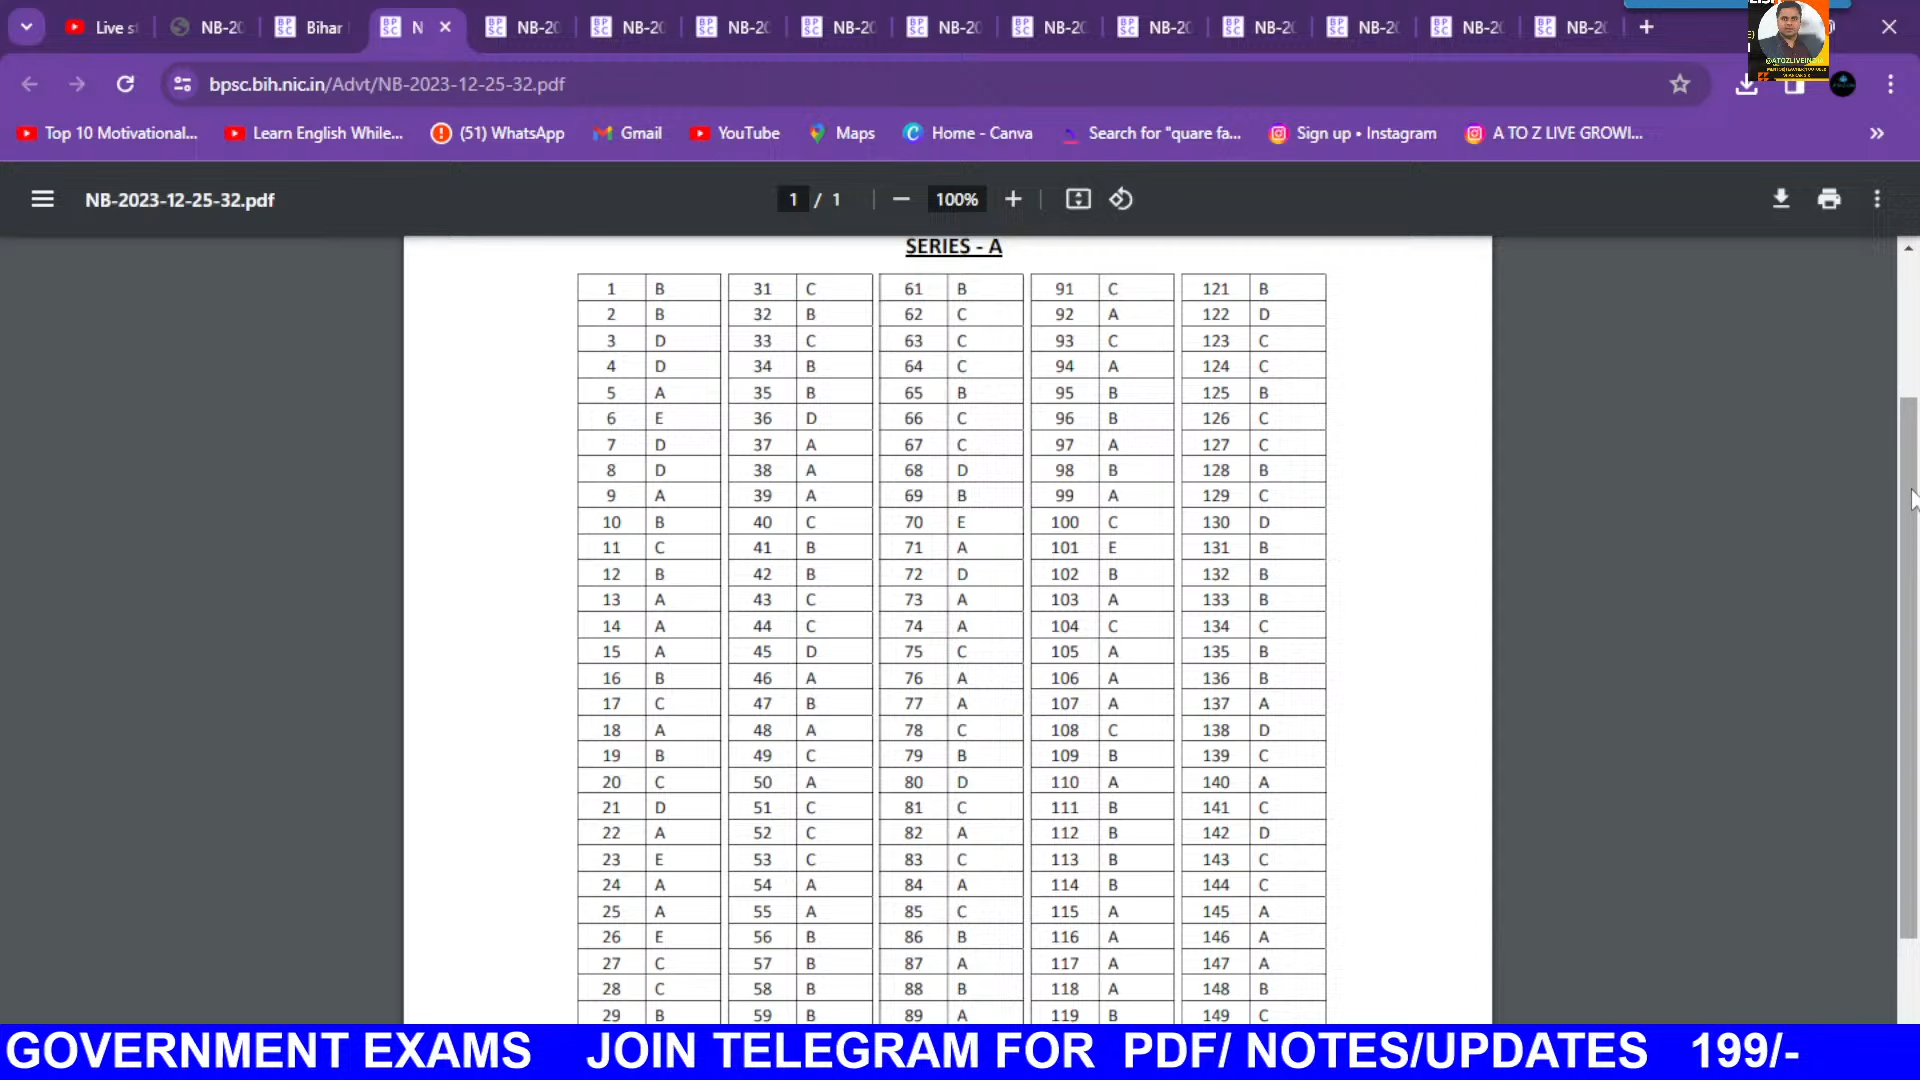 Live s
NB-20
Bihar
N
NB-20
NB-20
NB-20
NB-20
NB-20
NB-20
NB-20
NB-20
NB-20
NB-20
NB-20
bpsc.bih.nic.in/Advt/NB-2023-12-25-32.pdf
@ATOZLIVEINDIA
Top 10 Motivational... Learn English While... (51) WhatsApp Gmail YouTube Maps Home - Canva Search for "quare fa... Sign up • Instagram A TO Z LIVE GROWI... »
NB-2023-12-25-32.pdf 1 / 1 100%
SERIES - A
1 B 31 C 61 B 91 C 121 B
2 B 32 B 62 C 92 A 122 D
3 D 33 C 63 C 93 C 123 C
4 D 34 B 64 C 94 A 124 C
5 A 35 B 65 B 95 B 125 B
6 E 36 D 66 C 96 B 126 C
7 D 37 A 67 C 97 A 127 C
8 D 38 A 68 D 98 B 128 B
9 A 39 A 69 B 99 A 129 C
10 B 40 C 70 E 100 C 130 D
11 C 41 B 71 A 101 E 131 B
12 B 42 B 72 D 102 B 132 B
13 A 43 C 73 A 103 A 133 B
14 A 44 C 74 A 104 C 134 C
15 A 45 D 75 C 105 A 135 B
16 B 46 A 76 A 106 A 136 B
17 C 47 B 77 A 107 A 137 A
18 A 48 A 78 C 108 C 138 D
19 B 49 C 79 B 109 B 139 C
20 C 50 A 80 D 110 A 140 A
21 D 51 C 81 C 111 B 141 C
22 A 52 C 82 A 112 B 142 D
23 E 53 C 83 C 113 B 143 C
24 A 54 A 84 A 114 B 144 C
25 A 55 A 85 C 115 A 145 A
26 E 56 B 86 B 116 A 146 A
27 C 57 B 87 A 117 A 147 A
28 C 58 B 88 B 118 A 148 B
29 B 59 B 89 A 119 B 149 C
GOVERNMENT EXAMS JOIN TELEGRAM FOR PDF/ NOTES/UPDATES 199/-